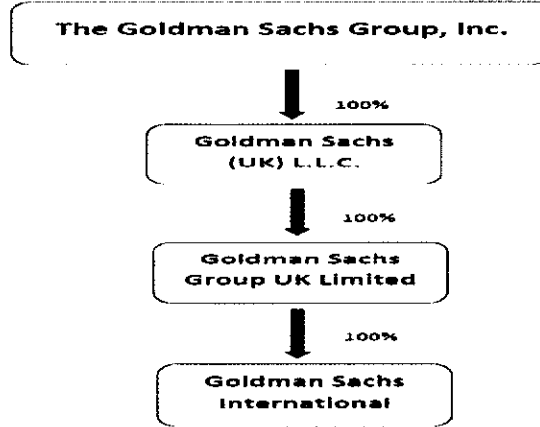 The Goldman Sachs Group, Inc.
100%
Goldman Sachs
(UK) L.L.C.
100%
Goldman Sachs
Group UK Limited
100%
Goldman Sachs
International